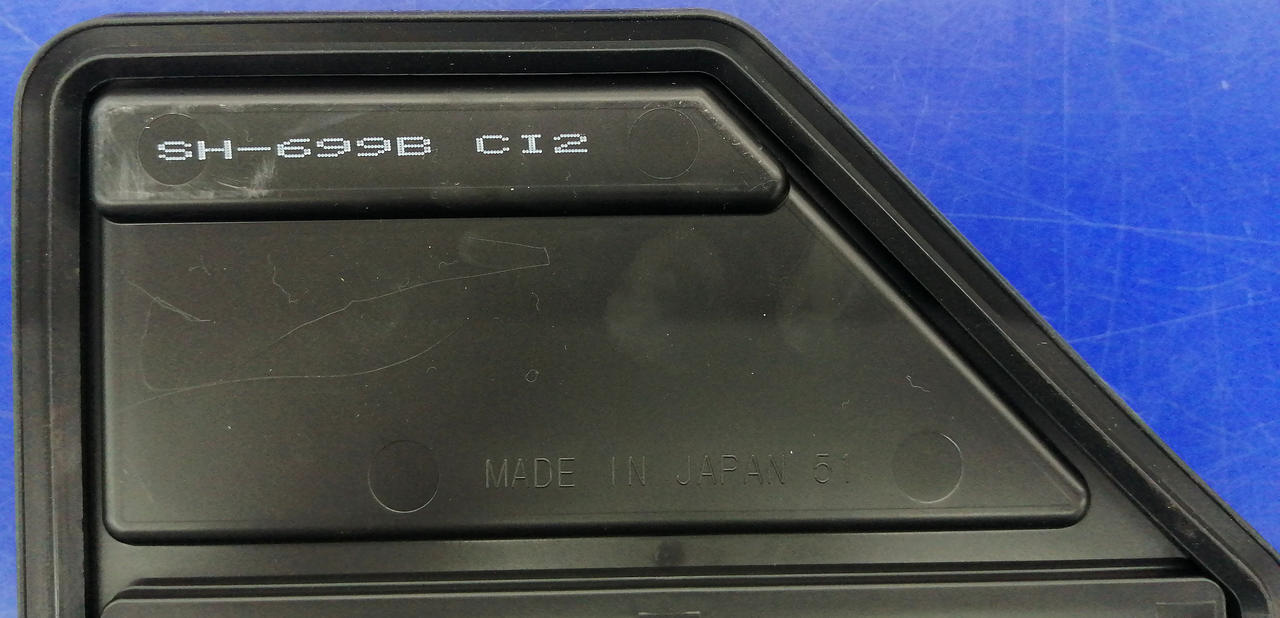 SH-699B CI2
MADE IN JAPAN 51